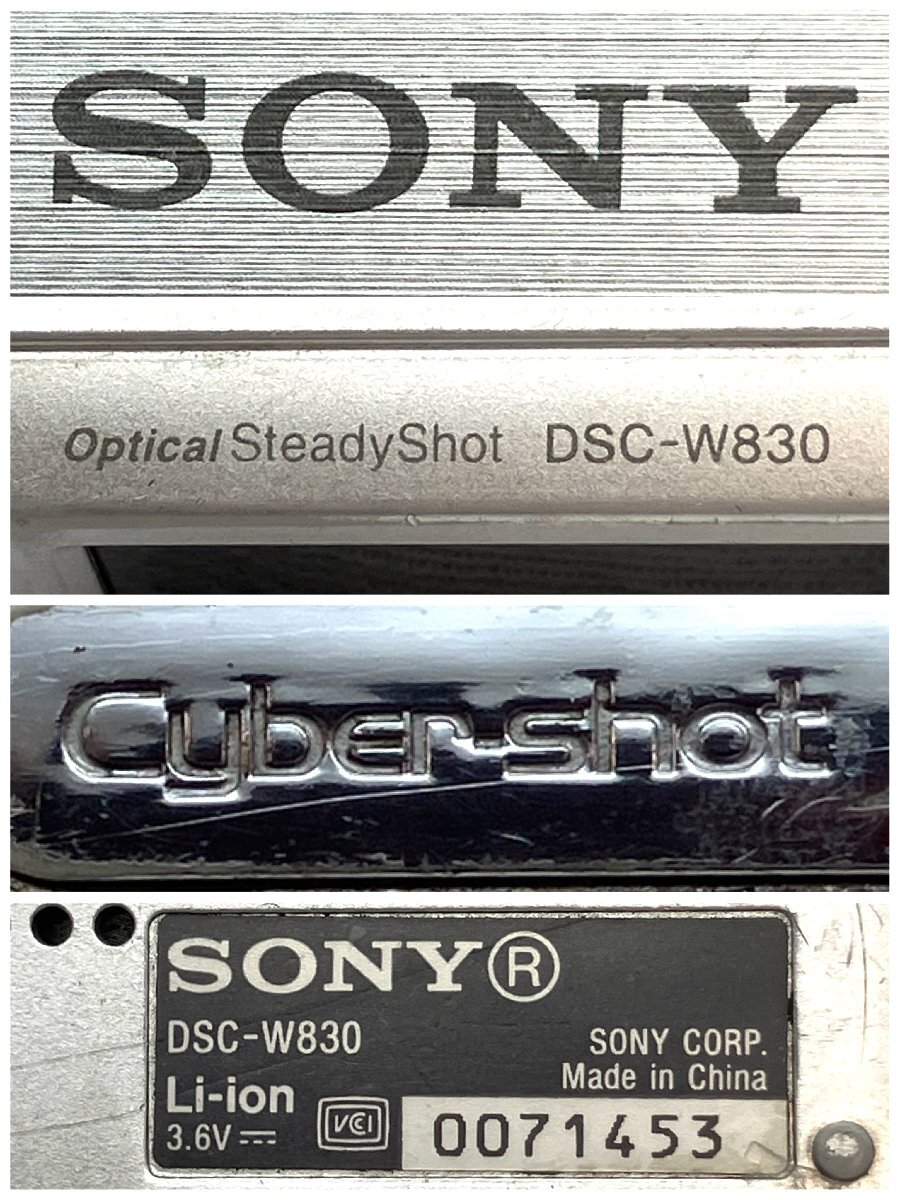 SONY
Optical SteadyShot DSC-W830
Cyber-shot
SONY®
DSC-W830
SONY CORP.
Li-ion
Made in China
3.6V⎓
VCCI
0071453